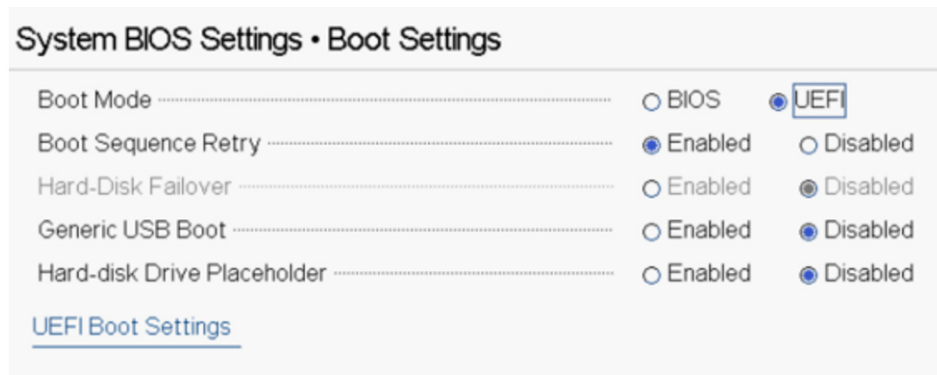 System BIOS Settings • Boot Settings
Boot Mode BIOS UEFI
Boot Sequence Retry Enabled Disabled
Hard-Disk Failover Enabled Disabled
Generic USB Boot Enabled Disabled
Hard-disk Drive Placeholder Enabled Disabled
UEFI Boot Settings